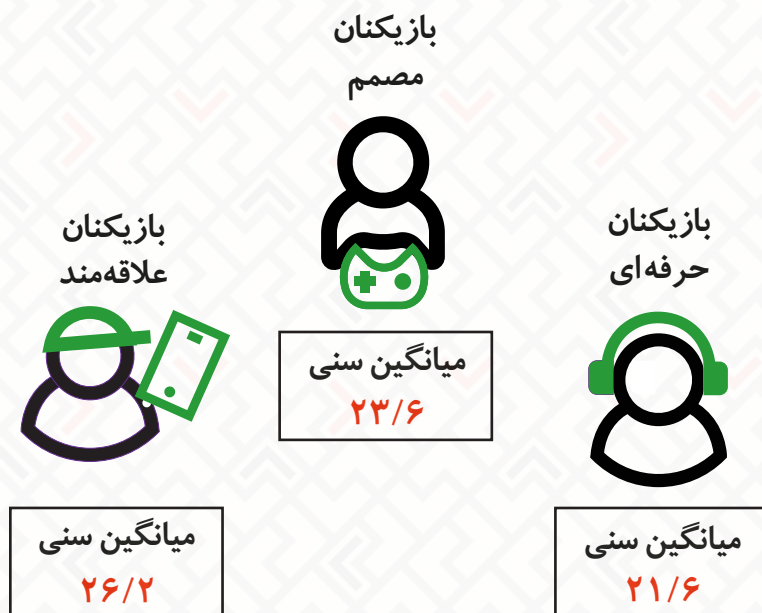 بازیکنان
مصمم
میانگین سنی
۲۳/۶
بازیکنان
حرفه‌ای
میانگین سنی
۲۱/۶
بازیکنان
علاقه‌مند
میانگین سنی
۲۶/۲